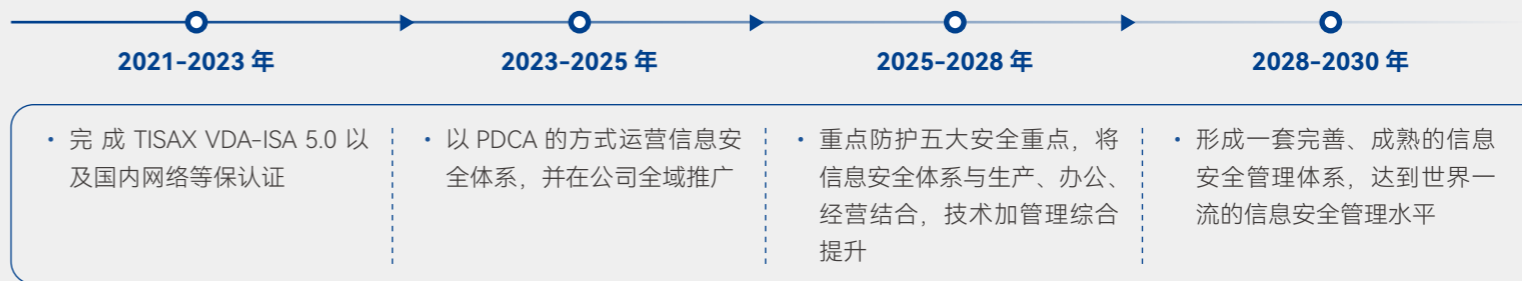 2021-2023 年
2023-2025 年
2025-2028 年
2028-2030 年
• 完 成 TISAX VDA-ISA 5.0 以
及国内网络等保认证
• 以 PDCA 的方式运营信息安
全体系，并在公司全域推广
• 重点防护五大安全重点，将
信息安全体系与生产、办公、
经营结合，技术加管理综合
提升
• 形成一套完善、成熟的信息
安全管理体系，达到世界一
流的信息安全管理水平